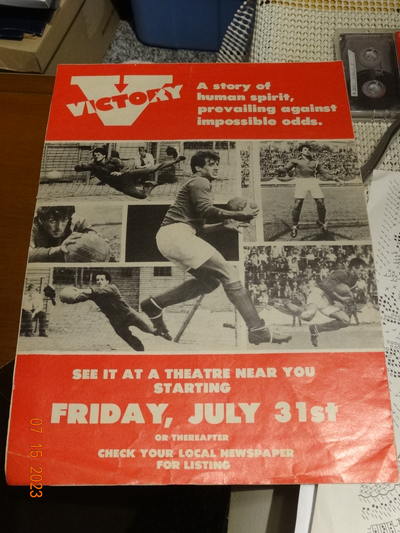 VICTORY
A story of
human spirit,
prevailing against
impossible odds.
SEE IT AT A THEATRE NEAR YOU
STARTING
FRIDAY, JULY 31st
OR THEREAFTER
CHECK YOUR LOCAL NEWSPAPER
FOR LISTING
07 15 2023